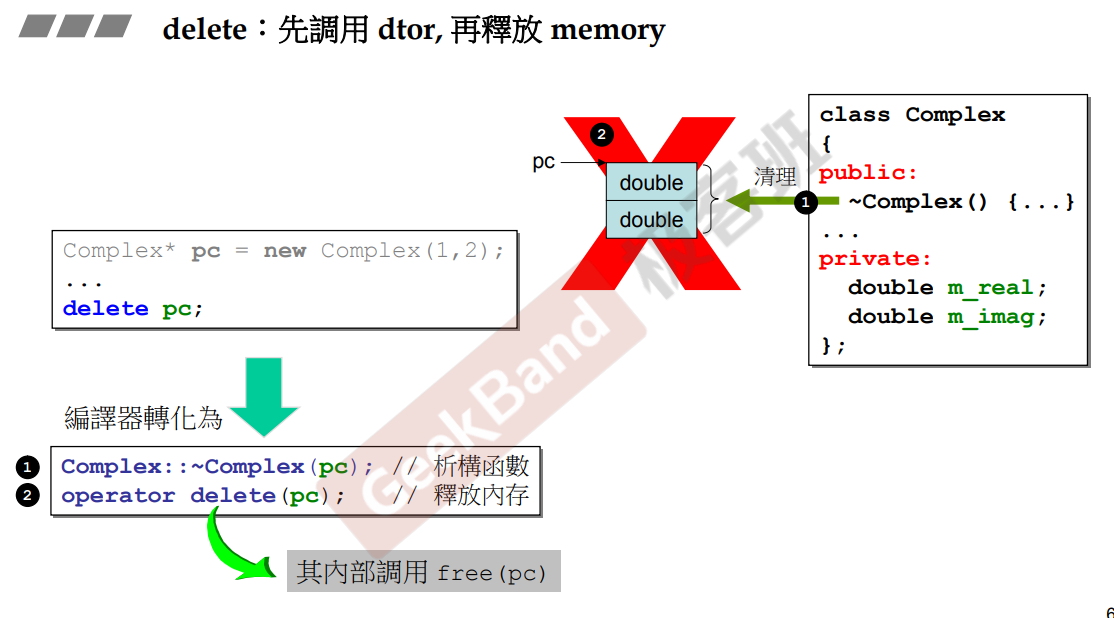 delete：先調用 dtor, 再釋放 memory
Complex* pc = new Complex(1,2);
...
delete pc;
編譯器轉化為
1 Complex::~Complex(pc); // 析構函數
2 operator delete(pc); // 釋放內存
其內部調用 free(pc)
2
pc
double
double
清理
1
class Complex
{
public:
~Complex() {...}
...
private:
double m_real;
double m_imag;
};
GeekBand 极客班
6